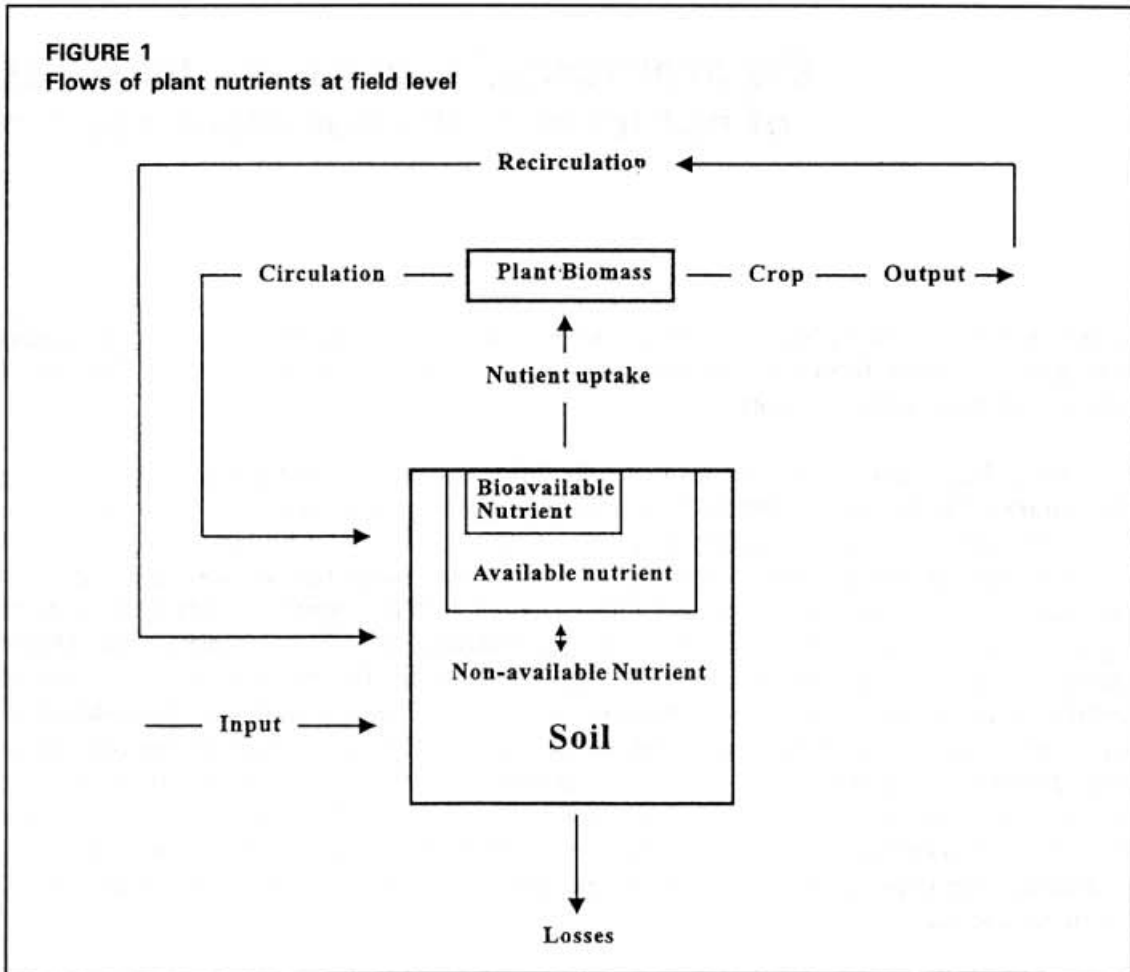 FIGURE 1
Flows of plant nutrients at field level
Recirculation
Circulation
Plant Biomass
Crop
Output
Nutient uptake
Bioavailable
Nutrient
Available nutrient
Non-available Nutrient
Input
Soil
Losses